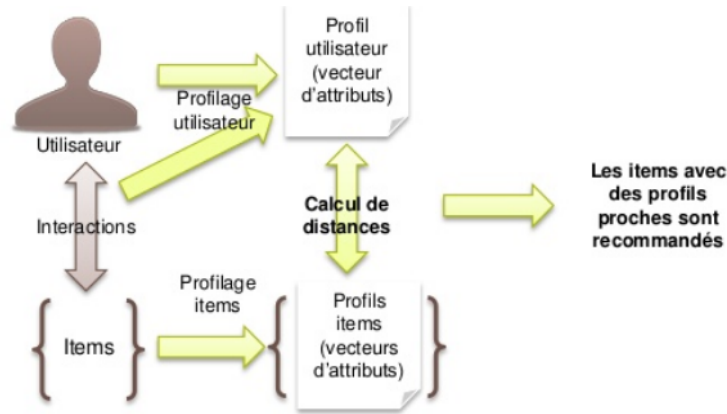 Profil
utilisateur
(vecteur
d'attributs)
Profilage
utilisateur
Utilisateur
Interactions
Calcul de
distances
Les items avec
des profils
proches sont
recommandés
Profilage
items
Items
Profils
items
(vecteurs
d'attributs)